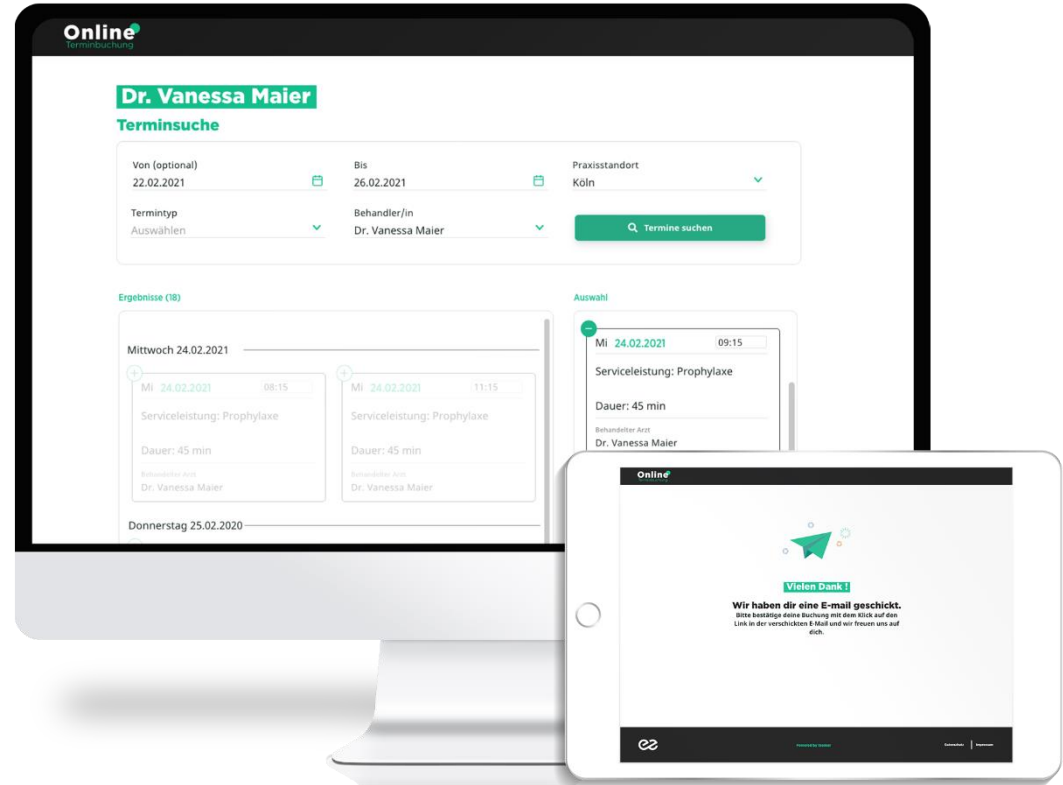 Online
Terminbuchung
Dr. Vanessa Maier
Terminsuche
Von (optional)
22.02.2021
Bis
26.02.2021
Praxisstandort
Köln
Termintyp
Auswählen
Behandler/in
Dr. Vanessa Maier
Termine suchen
Ergebnisse (18)
Mittwoch 24.02.2021
Mi 24.02.2021 08:15
Serviceleistung: Prophylaxe
Dauer: 45 min
Behandelter Arzt
Dr. Vanessa Maier
Mi 24.02.2021 11:15
Serviceleistung: Prophylaxe
Dauer: 45 min
Behandelter Arzt
Dr. Vanessa Maier
Donnerstag 25.02.2020
Auswahl
Mi 24.02.2021 09:15
Serviceleistung: Prophylaxe
Dauer: 45 min
Behandelter Arzt
Dr. Vanessa Maier
Online
Terminbuchung
Vielen Dank !
Wir haben dir eine E-mail geschickt.
Bitte bestätige deine Buchung mit dem Klick auf den
Link in der verschickten E-Mail und wir freuen uns auf
dich.
Datenschutz | Impressum